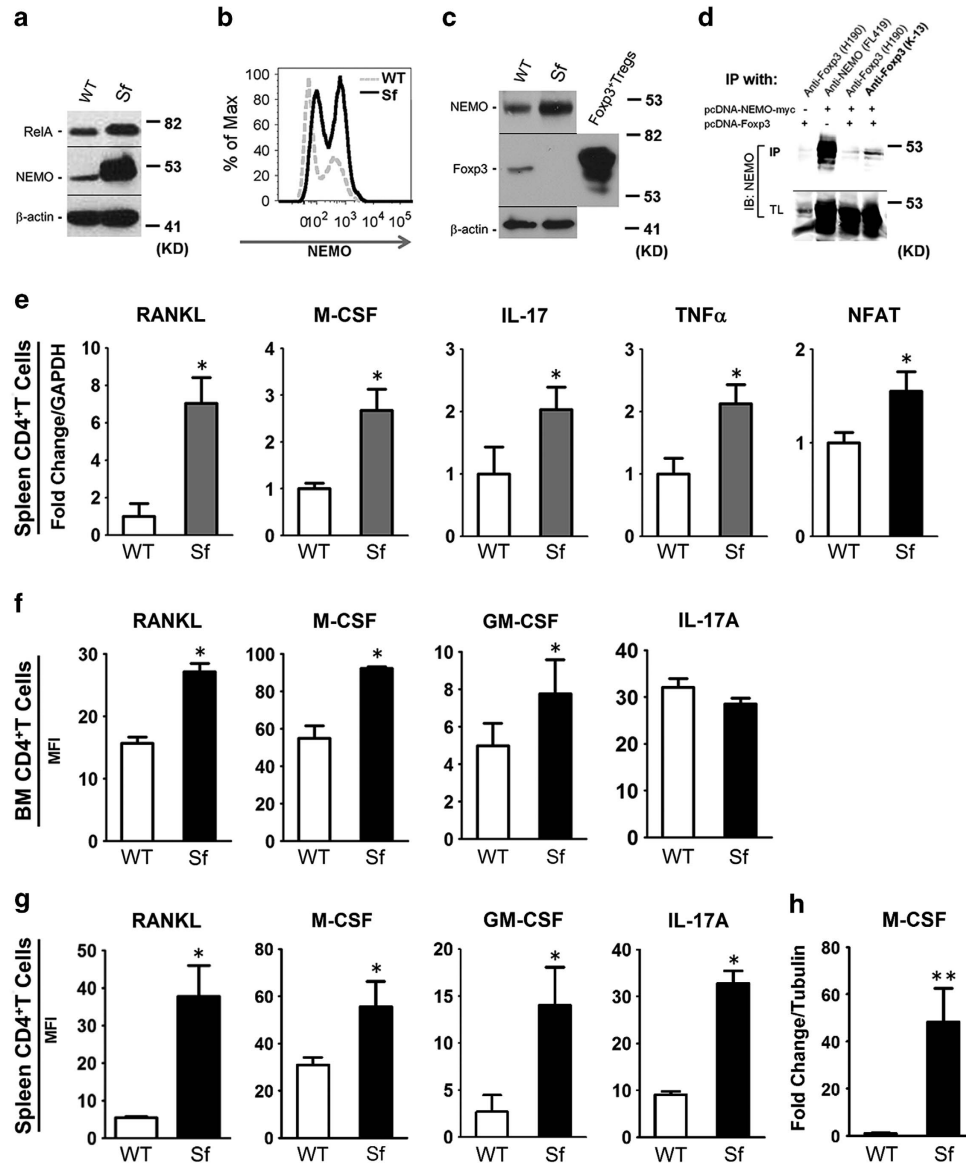 a
WT Sf
RelA -
NEMO -
β-actin -
82
53
41
(KD)
b
WT
Sf
% of Max
100
80
60
40
20
0
0 10² 10³ 10⁴ 10⁵
NEMO
c
WT Sf Foxp3+Tregs
NEMO -
Foxp3 -
β-actin -
53
82
53
41
(KD)
d
IP with:
Anti-Foxp3 (H190)
Anti-NEMO (FL419)
Anti-Foxp3 (H190)
Anti-Foxp3 (K-13)
pcDNA-NEMO-myc - + + +
pcDNA-Foxp3 + - + +
IB: NEMO
IP
TL
53
53
(KD)
e
Spleen CD4⁺T Cells
Fold Change/GAPDH
RANKL
10
8
6
4
2
0
*
WT Sf
M-CSF
4
3
2
1
0
*
WT Sf
IL-17
3
2
1
0
*
WT Sf
TNFα
3
2
1
0
*
WT Sf
NFAT
2
1
0
*
WT Sf
f
BM CD4⁺T Cells
MFI
RANKL
30
20
10
0
*
WT Sf
M-CSF
100
80
60
40
20
0
*
WT Sf
GM-CSF
10
8
6
4
2
0
*
WT Sf
IL-17A
40
30
20
10
0
WT Sf
g
Spleen CD4⁺T Cells
MFI
RANKL
50
40
30
20
10
0
*
WT Sf
M-CSF
80
60
40
20
0
*
WT Sf
GM-CSF
20
15
10
5
0
*
WT Sf
IL-17A
40
30
20
10
0
*
WT Sf
h
M-CSF
Fold Change/Tubulin
80
60
40
20
0
**
WT Sf